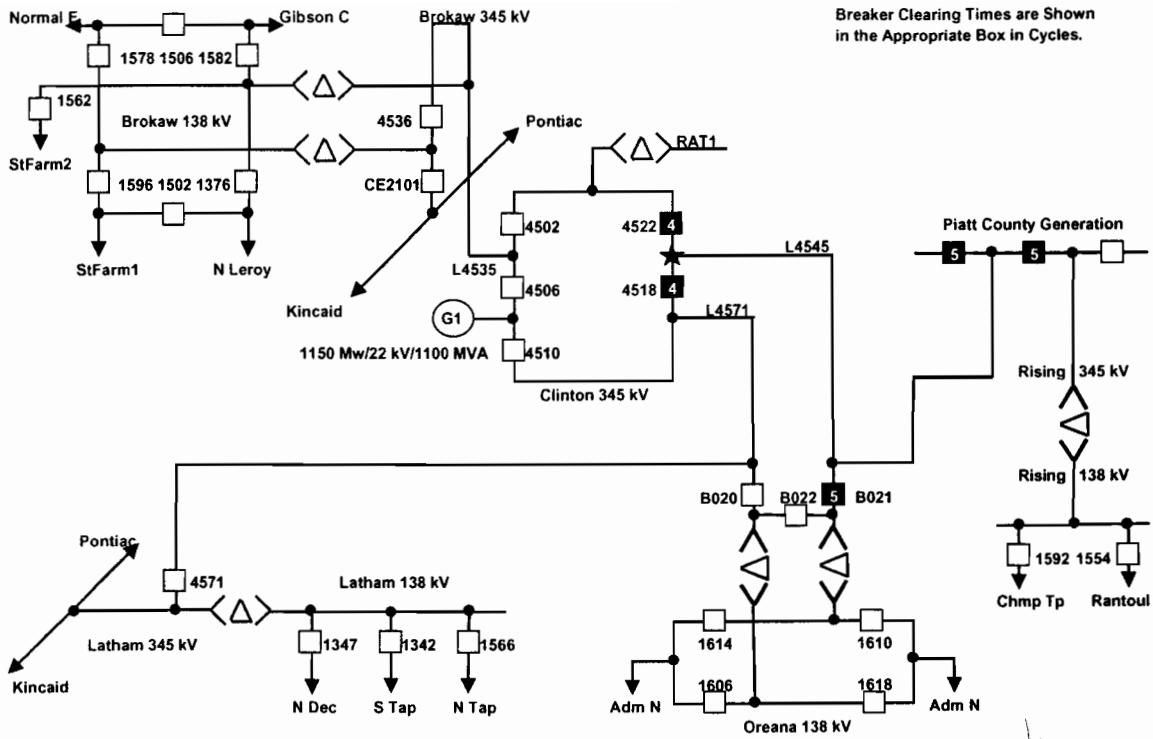 Normal E
Gibson C
Brokaw 345 kV
Breaker Clearing Times are Shown
in the Appropriate Box in Cycles.
1578 1506 1582
1562
Brokaw 138 kV
4536
Pontiac
RAT1
StFarm2
1596 1502 1376
CE2101
4502
4522
4
Piatt County Generation
L4545
5
5
StFarm1
N Leroy
L4535
4506
4518
4
Kincaid
G1
L4571
1150 Mw/22 kV/1100 MVA
4510
Clinton 345 kV
Rising
345 kV
Rising
138 kV
B020
B022
5
B021
Pontiac
4571
Latham 138 kV
1592
1554
Chmp Tp
Rantoul
Latham 345 kV
1347
1342
1566
1614
1610
Kincaid
N Dec
S Tap
N Tap
Adm N
1606
1618
Adm N
Oreana 138 kV